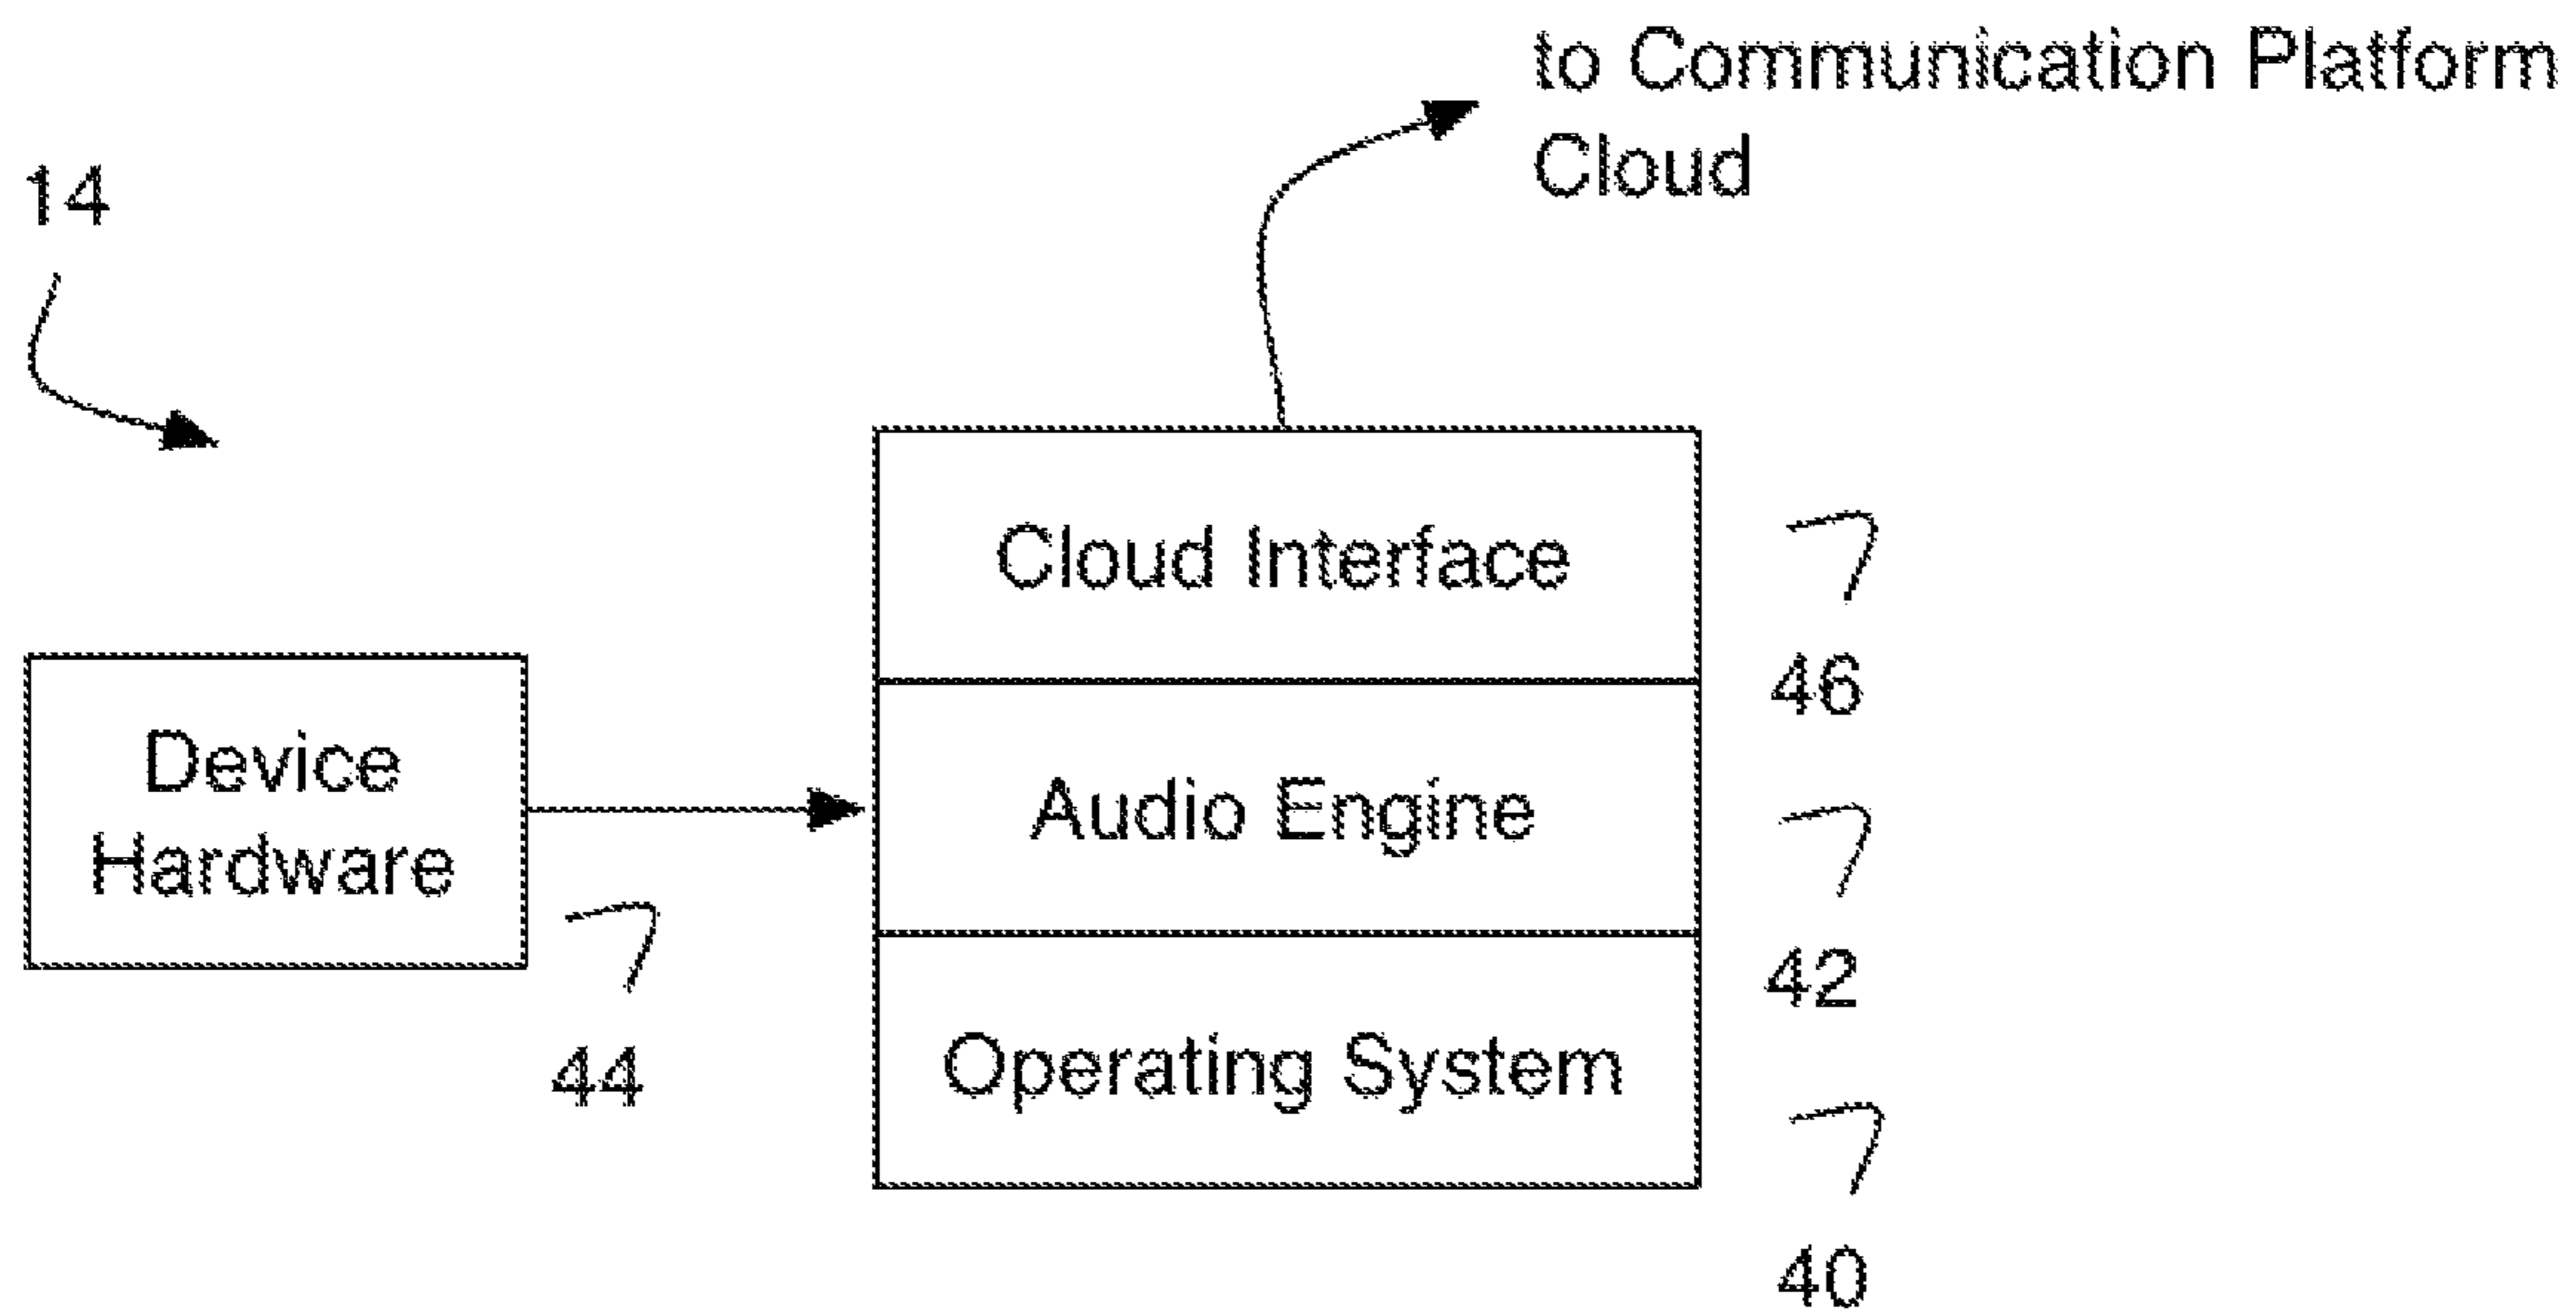 to Communication Platform
Cloud
14
Cloud Interface
46
Device
Hardware
44
Audio Engine
42
Operating System
40